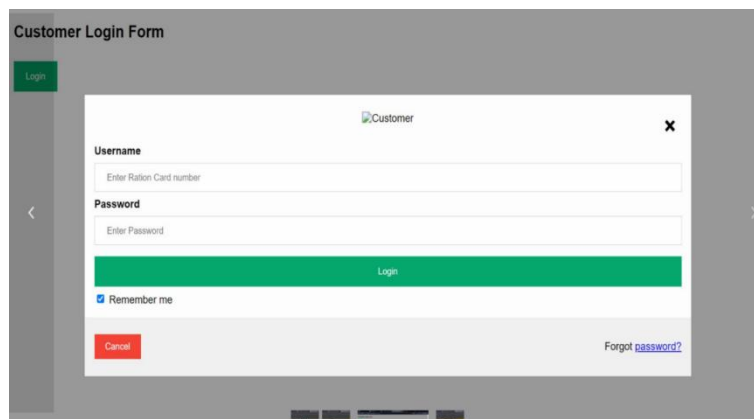 Customer Login Form
Login
Customer
×
Username
Enter Ration Card number
Password
Enter Password
Login
Remember me
Cancel
Forgot password?